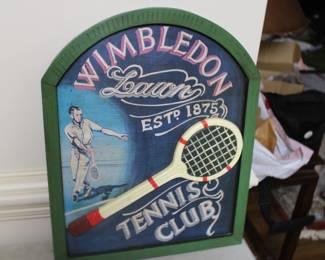 WIMBLEDON
Lawn
ESTD 1875
TENNIS
CLUB